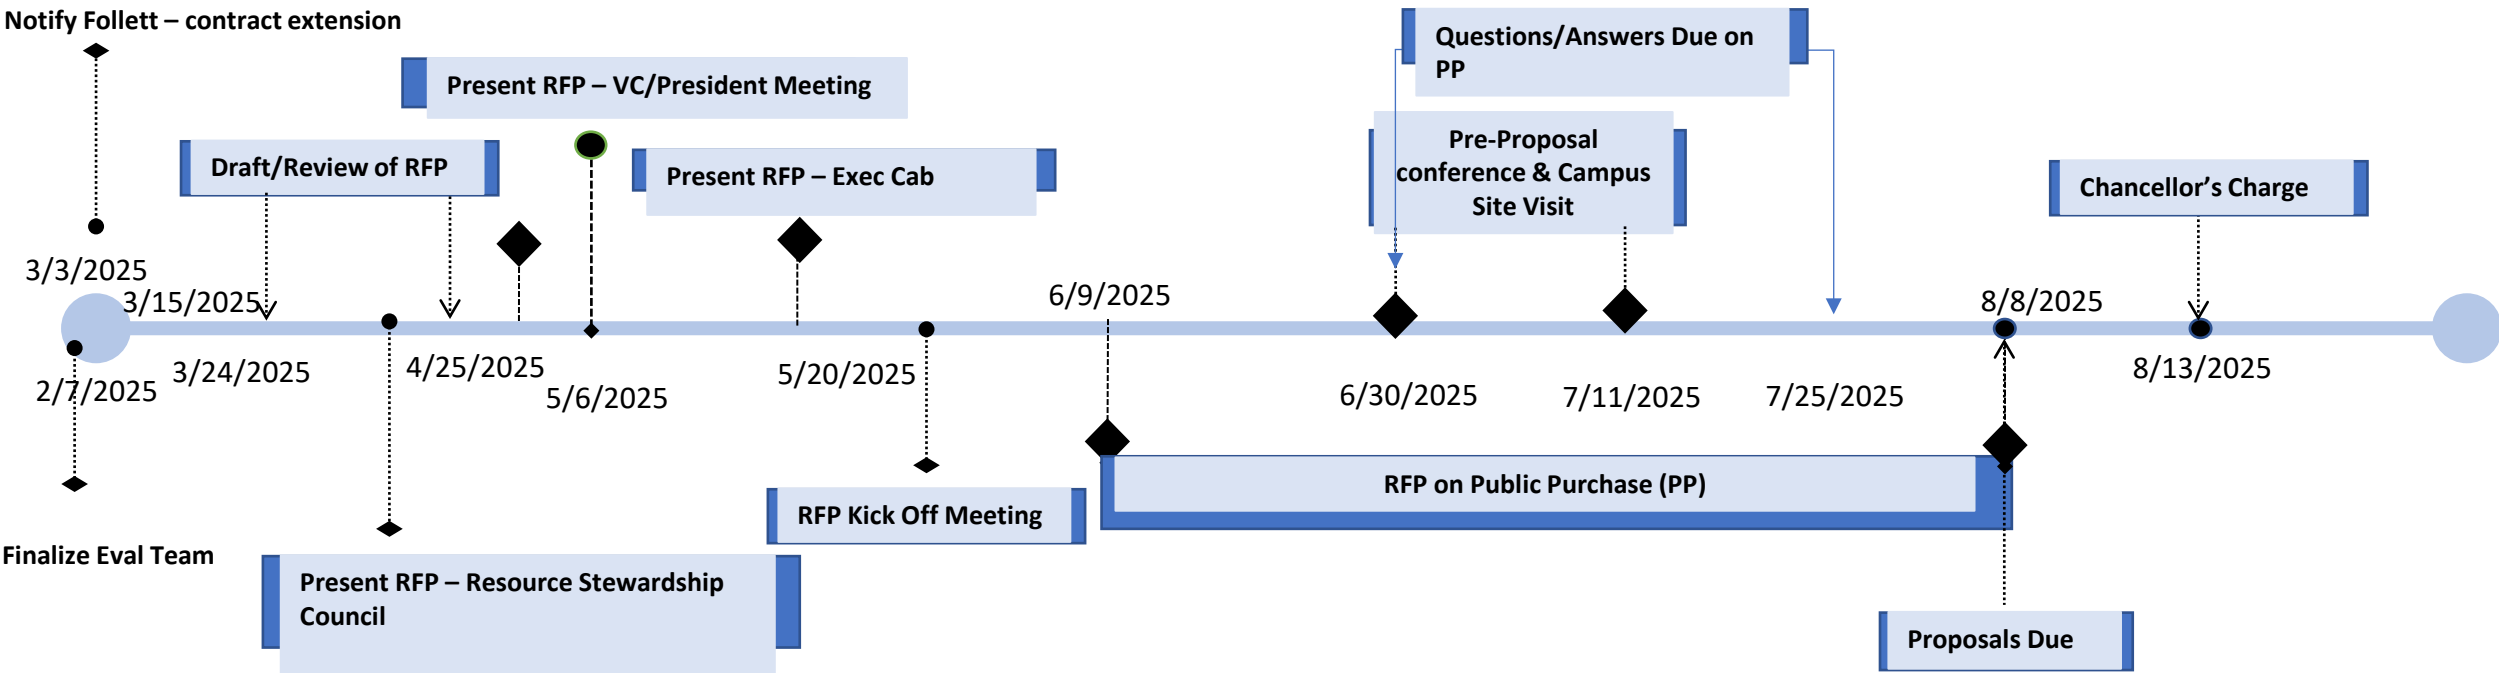 Notify Follett – contract extension
Questions/Answers Due on
PP
Present RFP – VC/President Meeting
Draft/Review of RFP
Present RFP – Exec Cab
Pre-Proposal
conference & Campus
Site Visit
Chancellor’s Charge
3/3/2025
3/15/2025
6/9/2025
8/8/2025
2/7/2025
3/24/2025
4/25/2025
5/6/2025
5/20/2025
6/30/2025
7/11/2025
7/25/2025
8/13/2025
RFP on Public Purchase (PP)
RFP Kick Off Meeting
Finalize Eval Team
Present RFP – Resource Stewardship
Council
Proposals Due